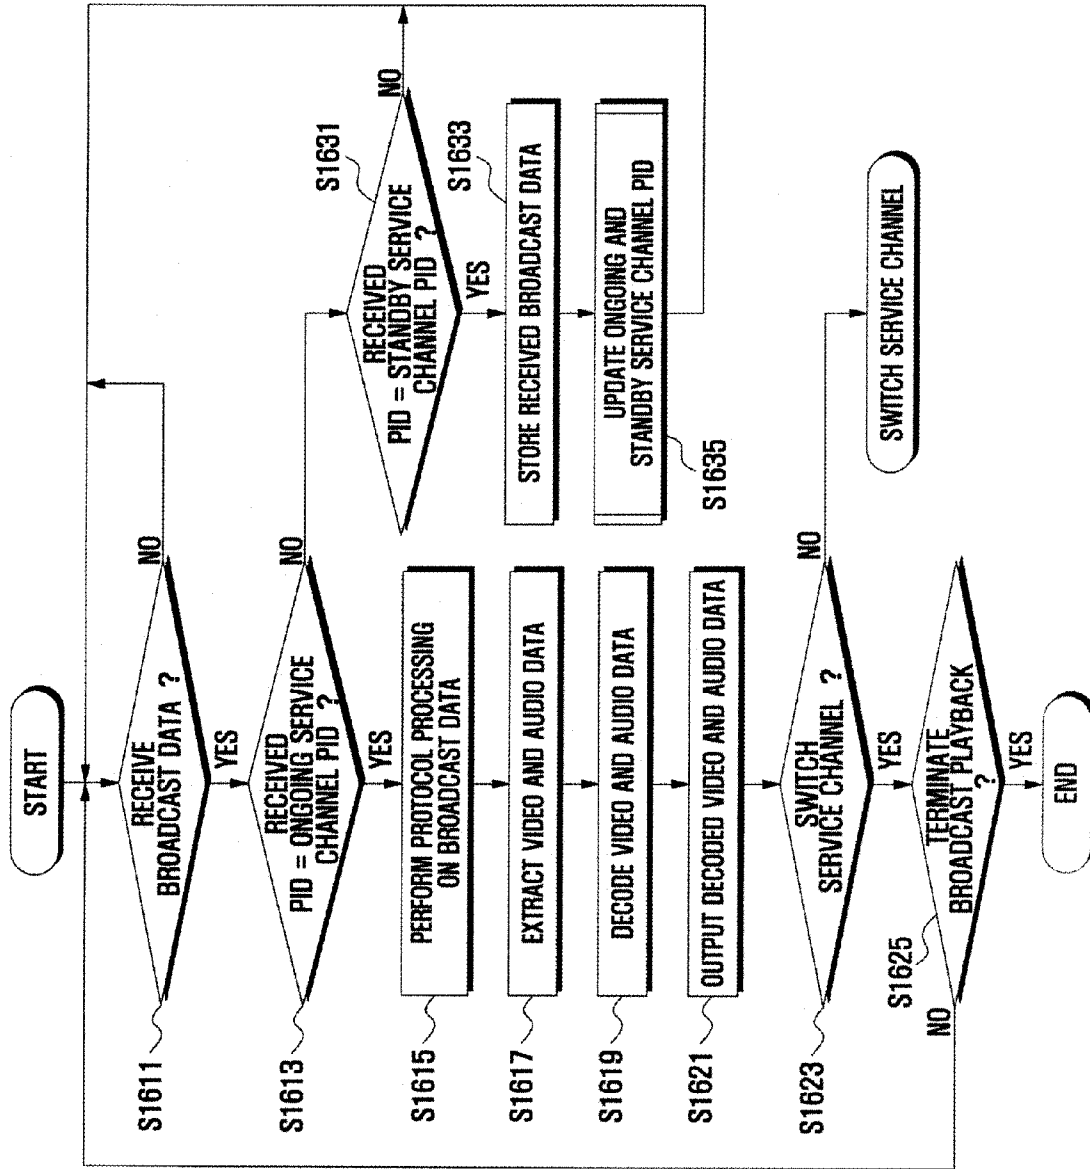 START
RECEIVE
BROADCAST DATA ?
NO
YES
S1611
RECEIVED
PID = ONGOING SERVICE
CHANNEL PID ?
NO
YES
S1613
PERFORM PROTOCOL PROCESSING
ON BROADCAST DATA
S1615
EXTRACT VIDEO AND AUDIO DATA
S1617
DECODE VIDEO AND AUDIO DATA
S1619
OUTPUT DECODED VIDEO AND AUDIO DATA
S1621
SWITCH
SERVICE CHANNEL ?
NO
YES
S1623
TERMINATE
BROADCAST PLAYBACK
?
S1625
NO
YES
END
RECEIVED
PID = STANDBY SERVICE
CHANNEL PID ?
S1631
NO
YES
STORE RECEIVED BROADCAST DATA
S1633
UPDATE ONGOING AND
STANDBY SERVICE CHANNEL PID
S1635
SWITCH SERVICE CHANNEL